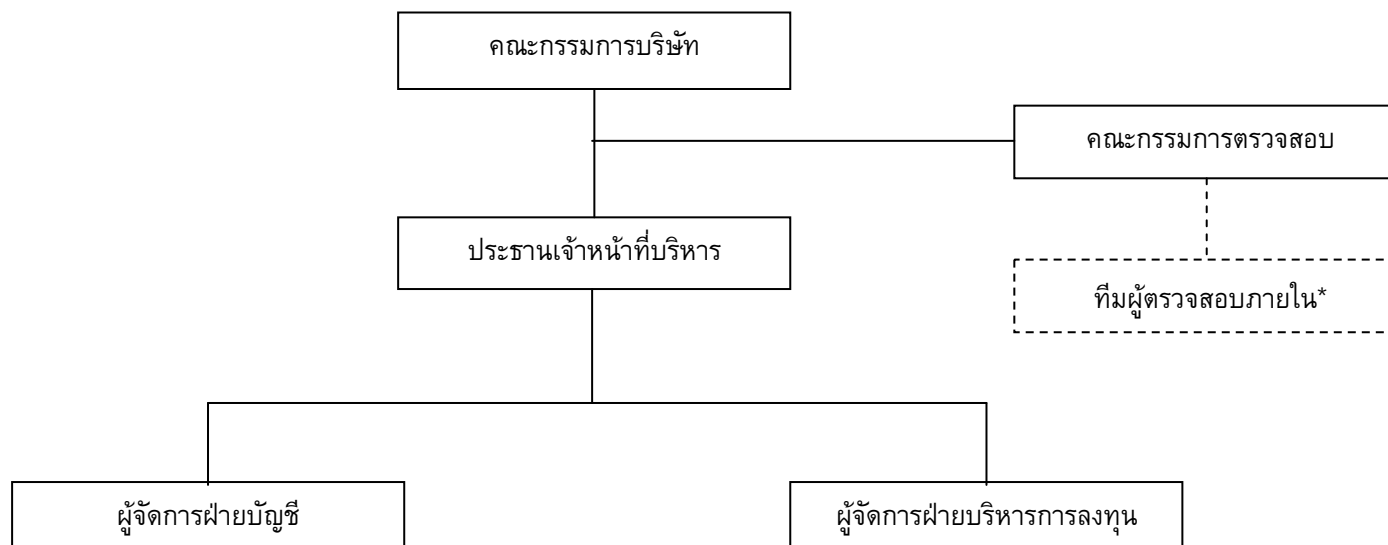 คณะกรรมการบริษัท
คณะกรรมการตรวจสอบ
ประธานเจ้าหน้าที่บริหาร
ทีมผู้ตรวจสอบภายใน*
ผู้จัดการฝ่ายบัญชี
ผู้จัดการฝ่ายบริหารการลงทุน